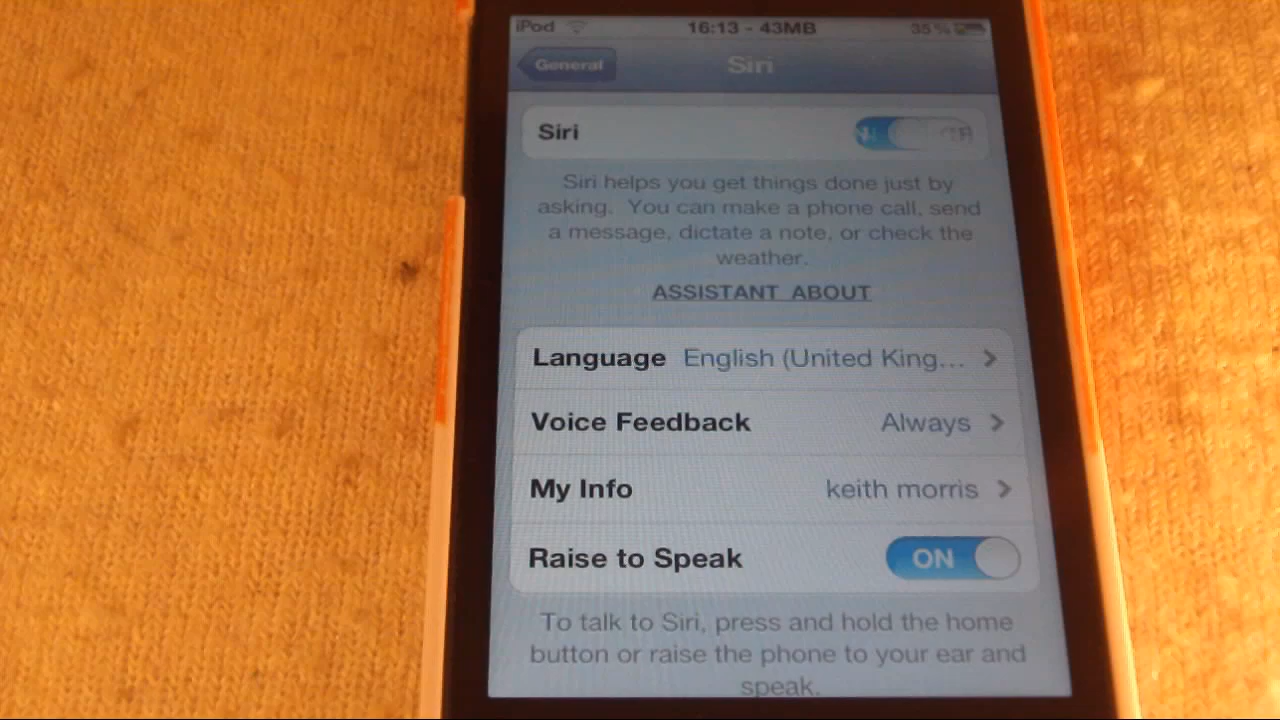 iPod 16:13 - 43MB 35%
General Siri
Siri
Siri helps you get things done just by
asking. You can make a phone call, send
a message, dictate a note, or check the
weather.
ASSISTANT ABOUT
Language English (United King...
Voice Feedback Always
My Info keith morris
Raise to Speak ON
To talk to Siri, press and hold the home
button or raise the phone to your ear and
speak.